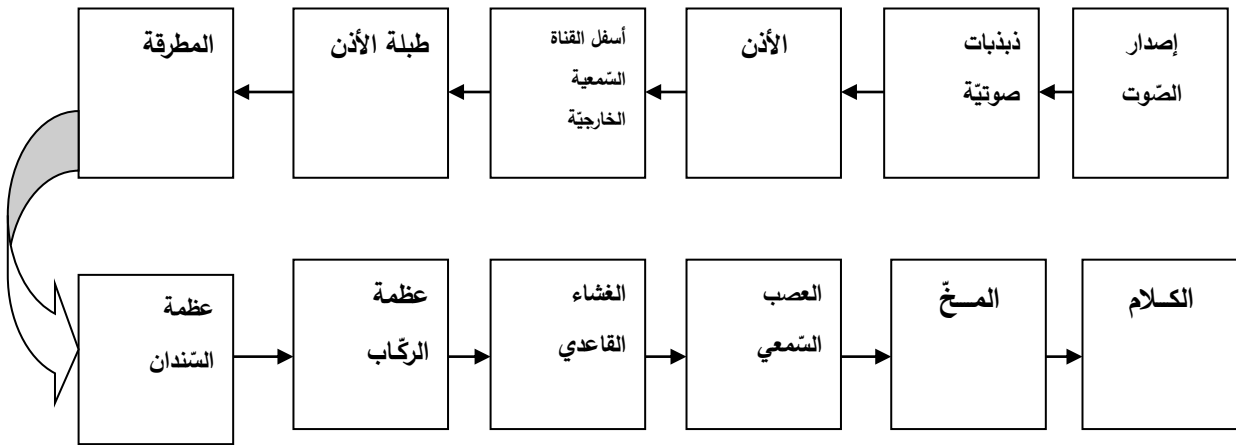 إصدار
الصّوت
ذبذبات
صوتيّة
الأذن
أسفل القناة
السّمعية
الخارجيّة
طبلة الأذن
المطرقة
عظمة
السّندان
عظمة
الركّاب
الغشاء
القاعدي
العصب
السّمعي
المــخّ
الكــلام